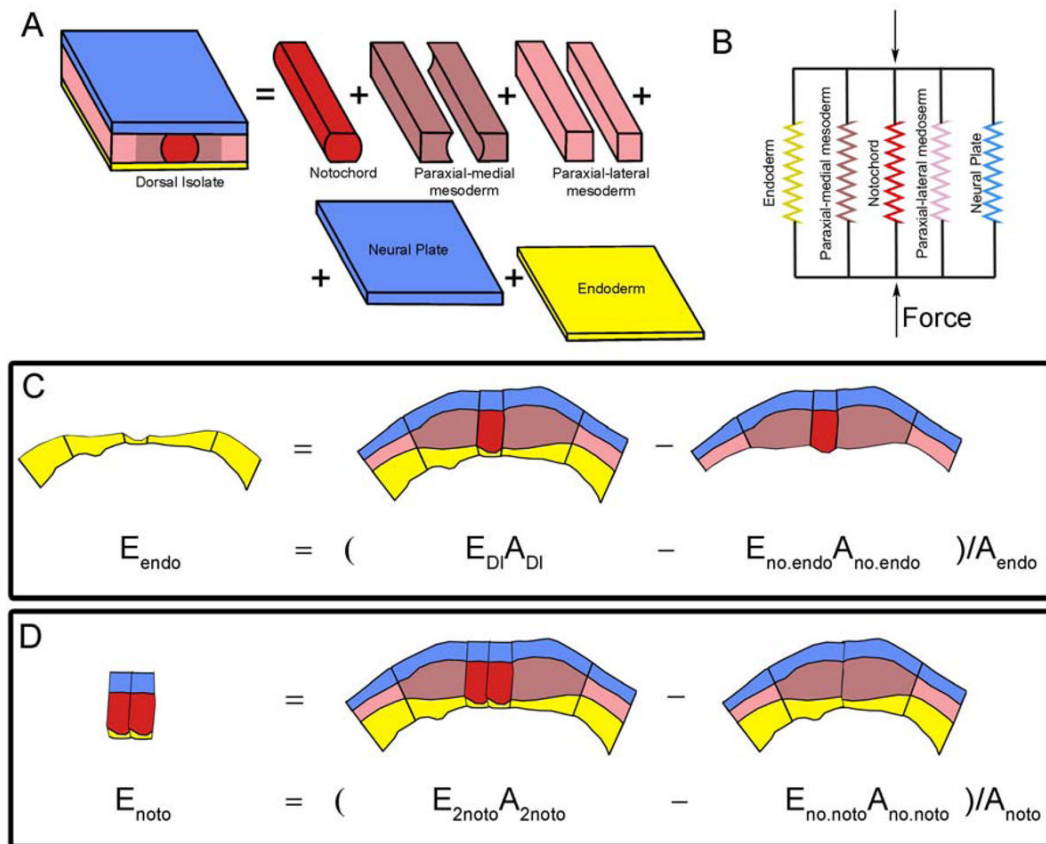 A
=
+
+
+
Dorsal Isolate
Notochord
Paraxial-medial
mesoderm
Paraxial-lateral
mesoderm
+
Neural Plate
+
Endoderm
B
Endoderm
Paraxial-medial mesoderm
Notochord
Paraxial-lateral medoserm
Neural Plate
Force
C
= −
E_endo = ( E_DI A_DI − E_no.endo A_no.endo )/A_endo
D
= −
E_noto = ( E_2noto A_2noto − E_no.noto A_no.noto )/A_noto